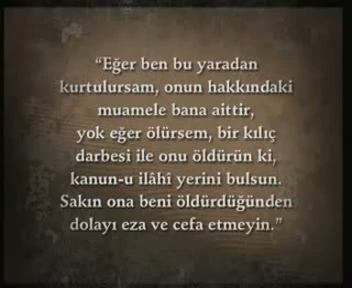 “Eğer ben bu yaradan
kurtulursam, onun hakkındaki
muamele bana aittir,
yok eğer ölürsem, bir kılıç
darbesi ile onu öldürün ki,
kanun-u ilâhî yerini bulsun.
Sakın ona beni öldürdüğünden
dolayı eza ve cefa etmeyin.”